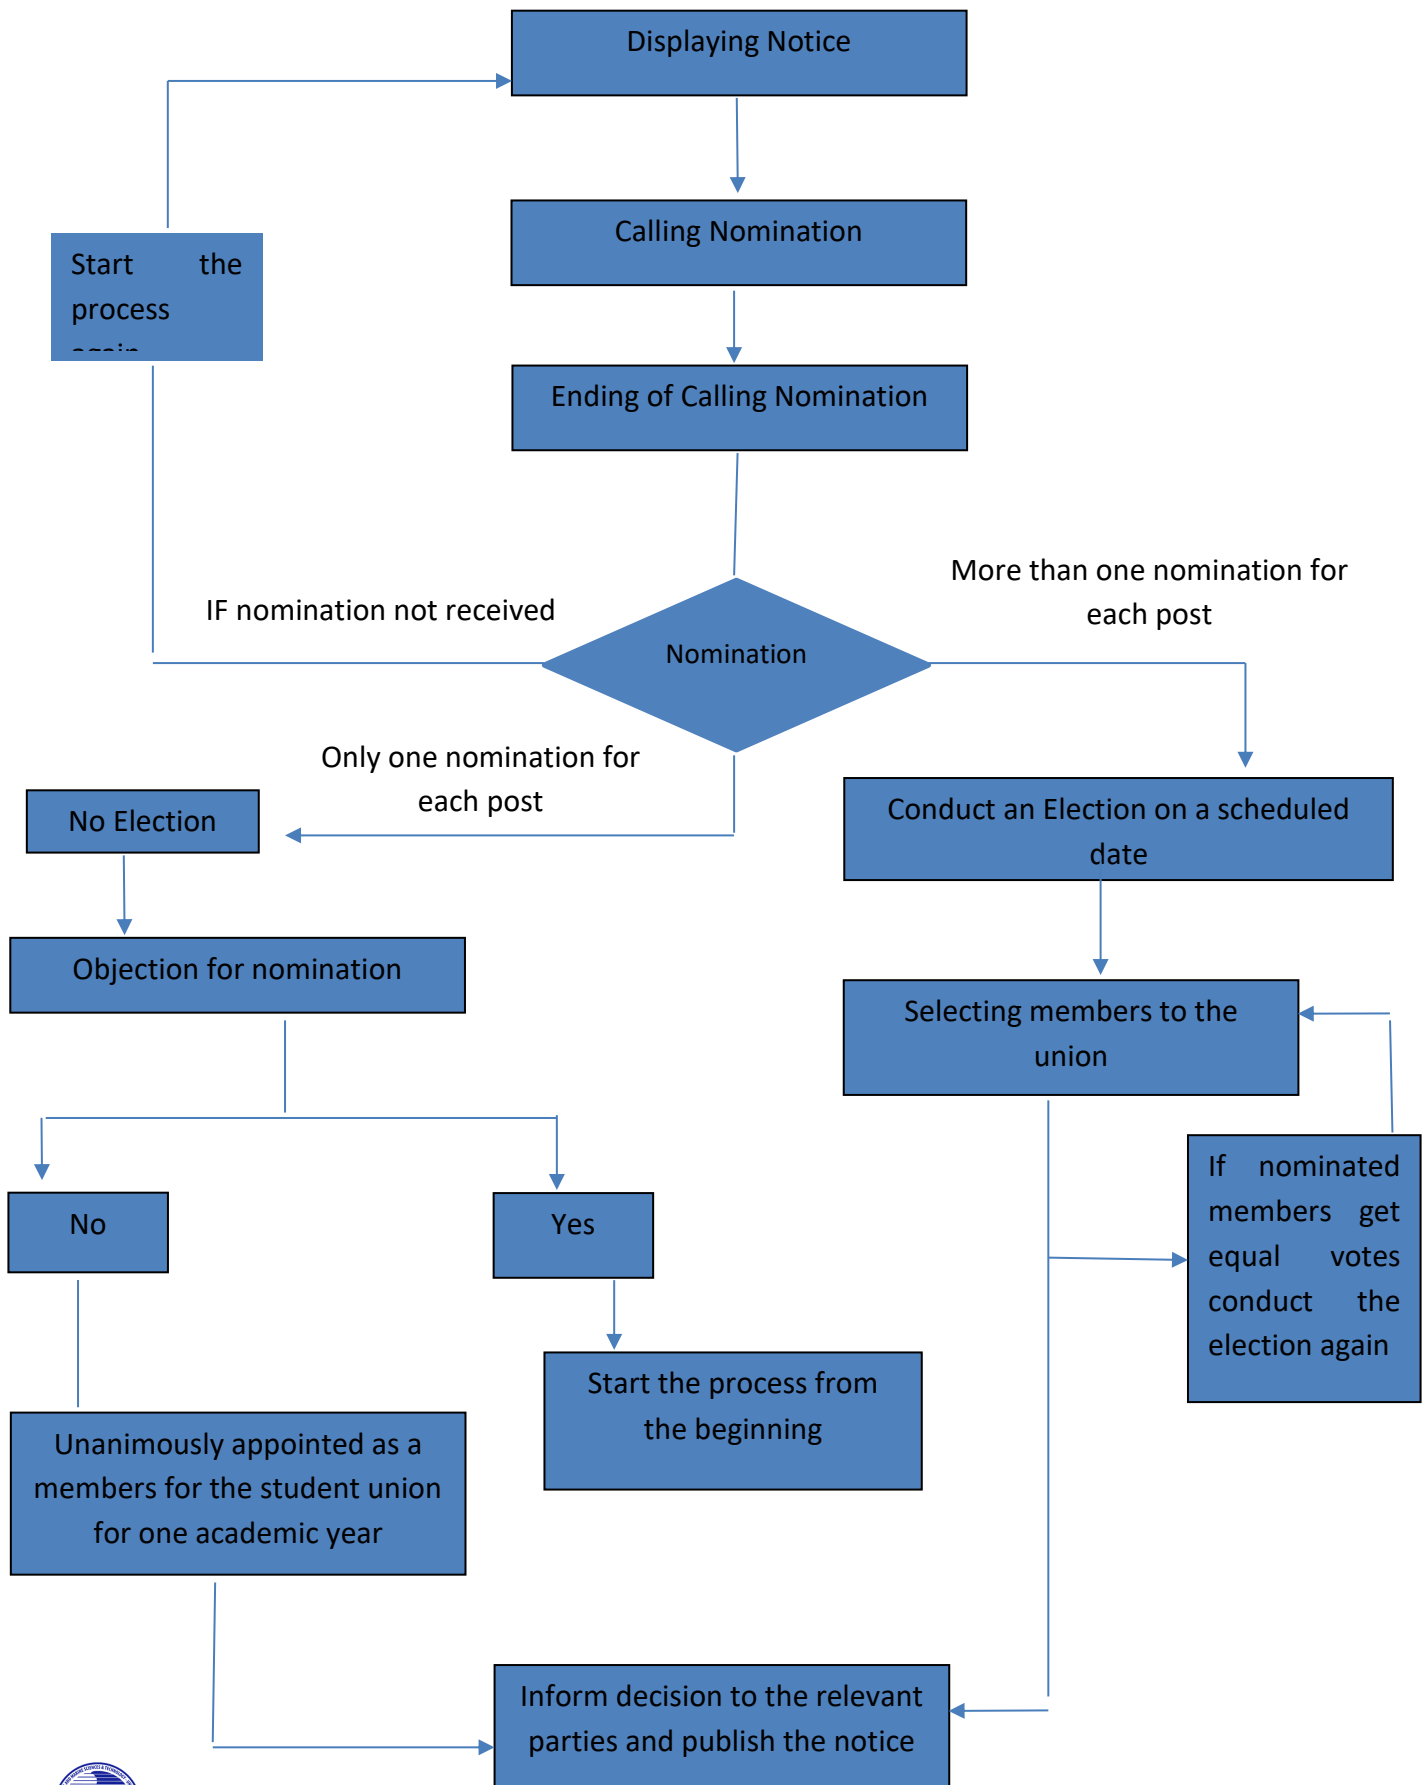 Displaying Notice
Calling Nomination
Start the
process
again
Ending of Calling Nomination
More than one nomination for
each post
IF nomination not received
Nomination
Only one nomination for
each post
No Election
Conduct an Election on a scheduled
date
Objection for nomination
Selecting members to the
union
If nominated
members get
equal votes
conduct the
election again
No
Yes
Start the process from
the beginning
Unanimously appointed as a
members for the student union
for one academic year
Inform decision to the relevant
parties and publish the notice